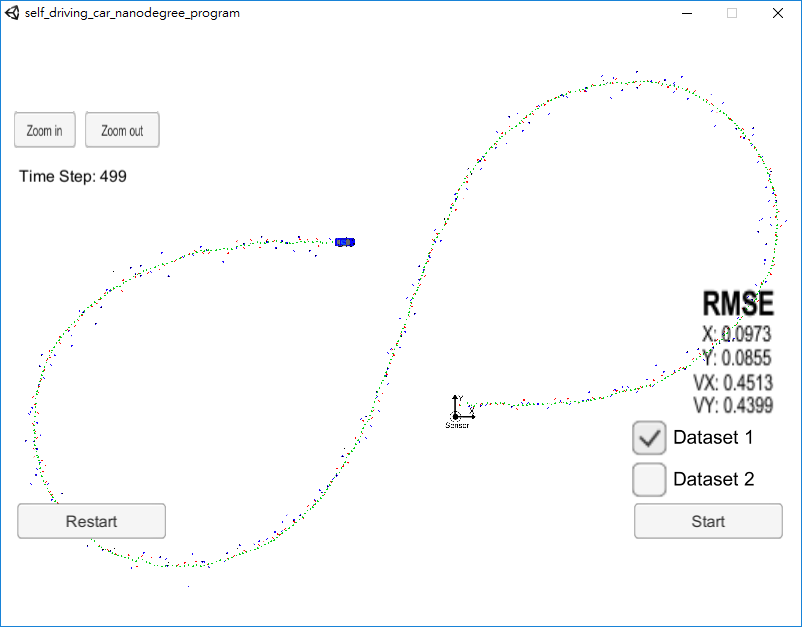 self_driving_car_nanodegree_program
Zoom in
Zoom out
Time Step: 499
RMSE
X: 0.0973
Y: 0.0855
VX: 0.4513
VY: 0.4399
Y
X
Sensor
Dataset 1
Dataset 2
Restart
Start